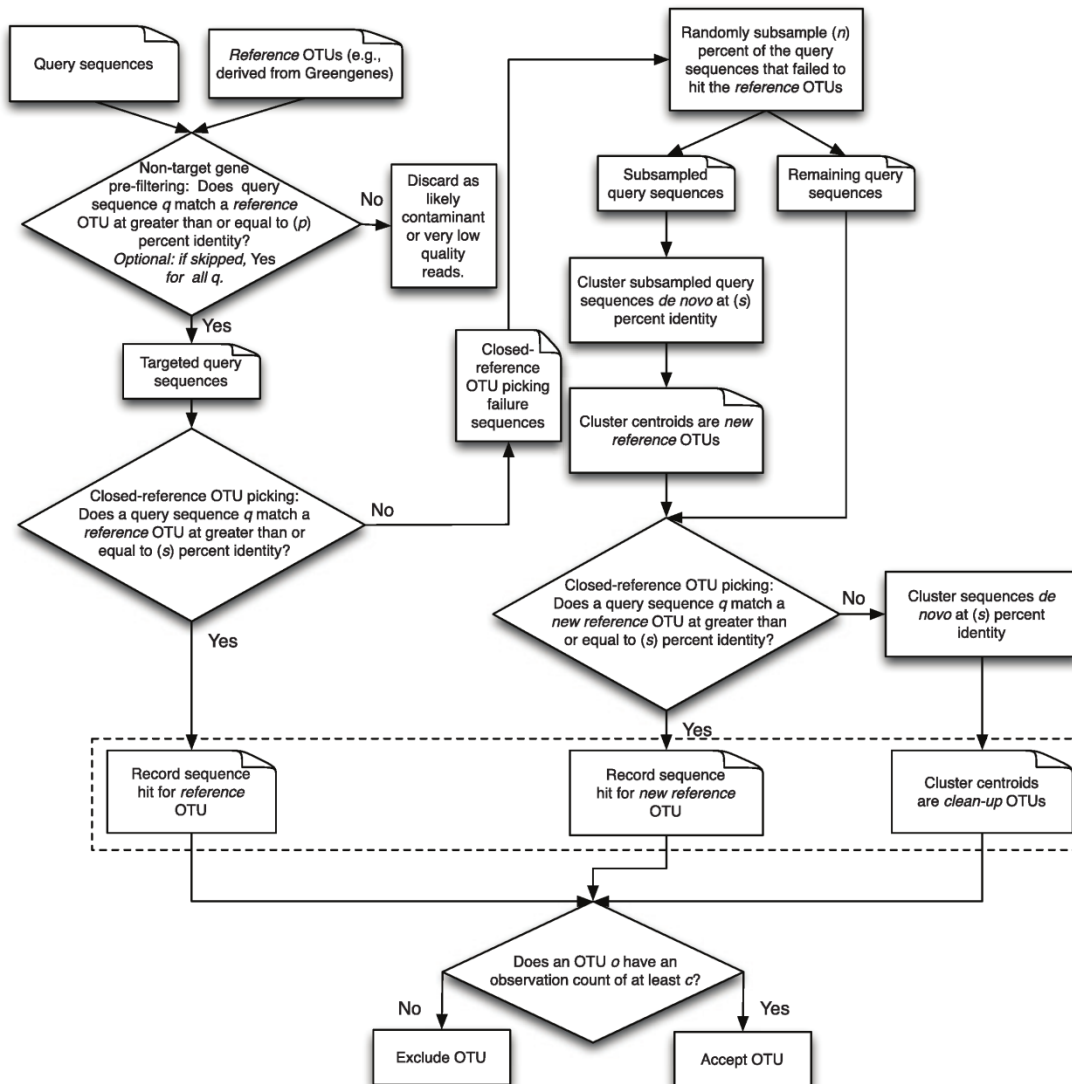 Query sequences
Reference OTUs (e.g.,
derived from Greengenes)
Non-target gene
pre-filtering: Does query
sequence q match a reference
OTU at greater than or equal to (p)
percent identity?
Optional: if skipped, Yes
for all q.
No
Discard as
likely
contaminant
or very low
quality
reads.
Yes
Targeted query
sequences
Closed-reference OTU picking:
Does a query sequence q match a
reference OTU at greater than or
equal to (s) percent identity?
No
Closed-
reference
OTU picking
failure
sequences
Yes
Randomly subsample (n)
percent of the query
sequences that failed to
hit the reference OTUs
Subsampled
query sequences
Remaining query
sequences
Cluster subsampled query
sequences de novo at (s)
percent identity
Cluster centroids are new
reference OTUs
Closed-reference OTU picking:
Does a query sequence q match a
new reference OTU at greater than
or equal to (s) percent identity?
No
Cluster sequences de
novo at (s) percent
identity
Yes
Record sequence
hit for reference
OTU
Record sequence
hit for new reference
OTU
Cluster centroids
are clean-up OTUs
Does an OTU o have an
observation count of at least c?
No
Yes
Exclude OTU
Accept OTU